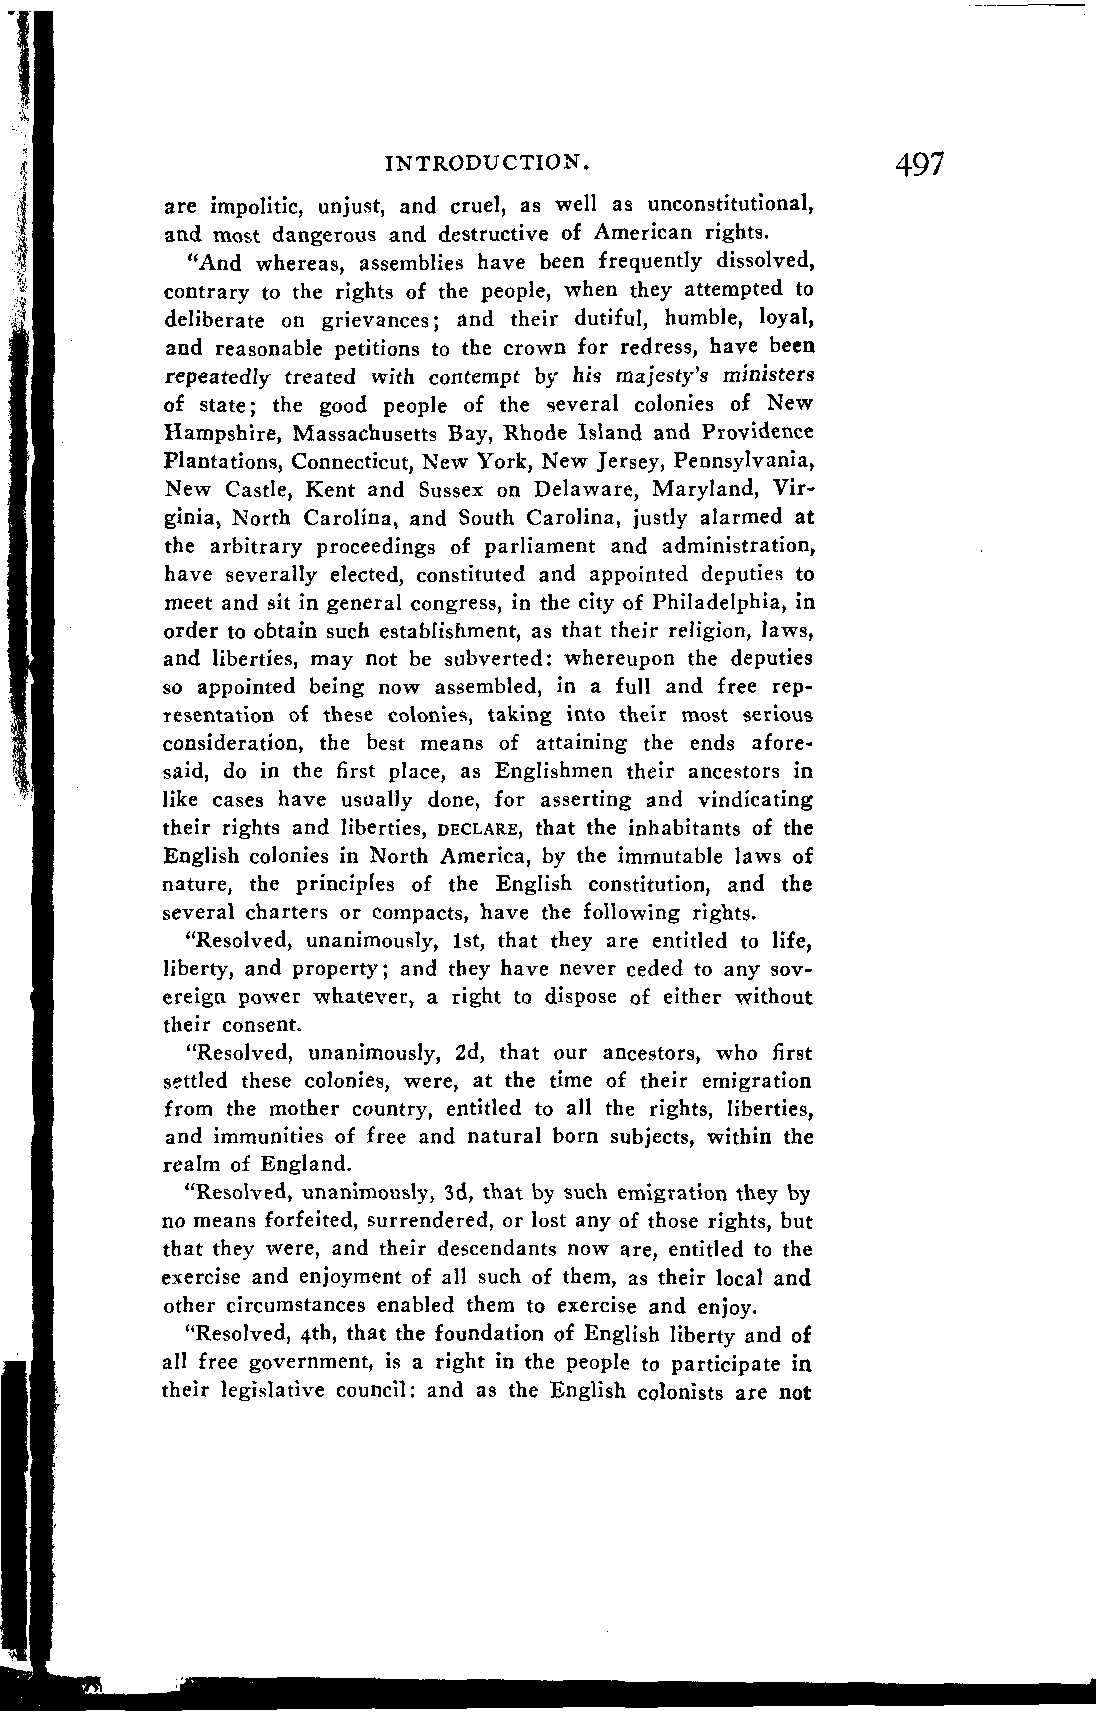 INTRODUCTION. 497
are impolitic, unjust, and cruel, as well as unconstitutional,
and most dangerous and destructive of American rights.
"And whereas, assemblies have been frequently dissolved,
contrary to the rights of the people, when they attempted to
deliberate on grievances; and their dutiful, humble, loyal,
and reasonable petitions to the crown for redress, have been
repeatedly treated with contempt by his majesty's ministers
of state; the good people of the several colonies of New
Hampshire, Massachusetts Bay, Rhode Island and Providence
Plantations, Connecticut, New York, New Jersey, Pennsylvania,
New Castle, Kent and Sussex on Delaware, Maryland, Vir-
ginia, North Carolina, and South Carolina, justly alarmed at
the arbitrary proceedings of parliament and administration,
have severally elected, constituted and appointed deputies to
meet and sit in general congress, in the city of Philadelphia, in
order to obtain such establishment, as that their religion, laws,
and liberties, may not be subverted: whereupon the deputies
so appointed being now assembled, in a full and free rep-
resentation of these colonies, taking into their most serious
consideration, the best means of attaining the ends afore-
said, do in the first place, as Englishmen their ancestors in
like cases have usually done, for asserting and vindicating
their rights and liberties, DECLARE, that the inhabitants of the
English colonies in North America, by the immutable laws of
nature, the principles of the English constitution, and the
several charters or compacts, have the following rights.
"Resolved, unanimously, 1st, that they are entitled to life,
liberty, and property; and they have never ceded to any sov-
ereign power whatever, a right to dispose of either without
their consent.
"Resolved, unanimously, 2d, that our ancestors, who first
settled these colonies, were, at the time of their emigration
from the mother country, entitled to all the rights, liberties,
and immunities of free and natural born subjects, within the
realm of England.
"Resolved, unanimously, 3d, that by such emigration they by
no means forfeited, surrendered, or lost any of those rights, but
that they were, and their descendants now are, entitled to the
exercise and enjoyment of all such of them, as their local and
other circumstances enabled them to exercise and enjoy.
"Resolved, 4th, that the foundation of English liberty and of
all free government, is a right in the people to participate in
their legislative council: and as the English colonists are not